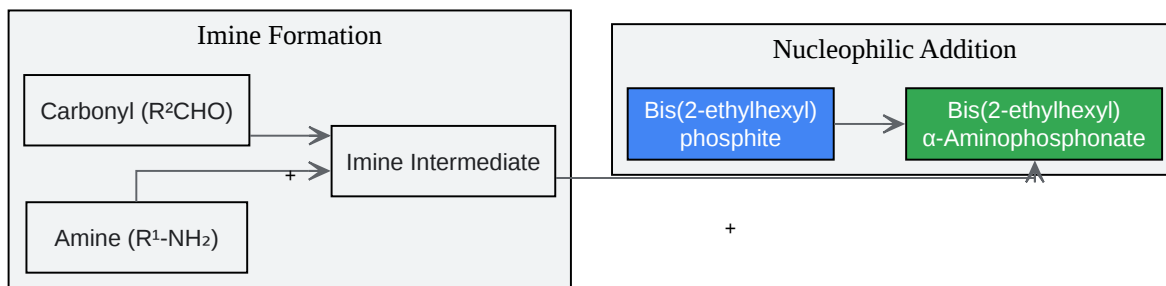 Imine Formation
Carbonyl (R²CHO)
Imine Intermediate
+
Amine (R¹-NH₂)
Nucleophilic Addition
Bis(2-ethylhexyl)
phosphite
Bis(2-ethylhexyl)
α-Aminophosphonate
+